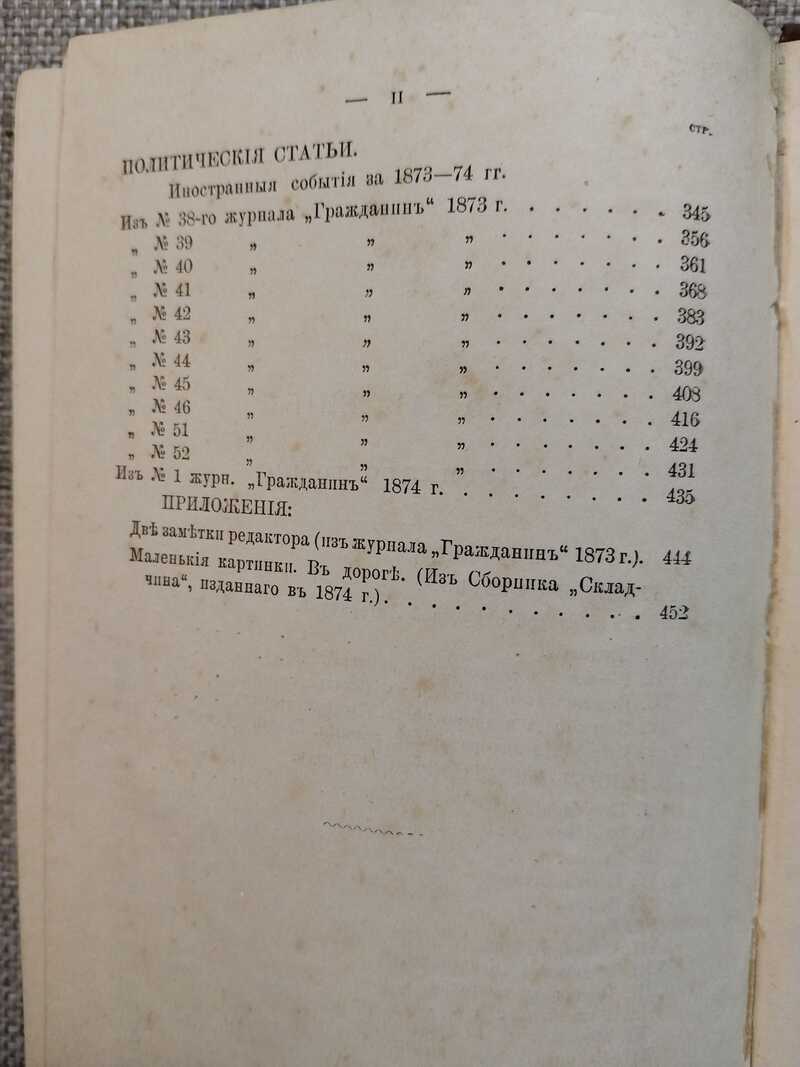 — II —
СТР.
ПОЛИТИЧЕСКІЯ СТАТЬИ.
Иностранныя событія за 1873—74 гг.
Изъ № 38-го журнала „Гражданинъ“ 1873 г. . . . . . . 345
„ № 39 „ „ „ . . . . . . . 356
„ № 40 „ „ „ . . . . . . . 361
„ № 41 „ „ „ . . . . . . . 368
„ № 42 „ „ „ . . . . . . . 383
„ № 43 „ „ „ . . . . . . . 392
„ № 44 „ „ „ . . . . . . . 399
„ № 45 „ „ „ . . . . . . . 408
„ № 46 „ „ „ . . . . . . . 416
„ № 51 „ „ „ . . . . . . . 424
„ № 52 „ „ „ . . . . . . . 431
Изъ № 1 журн. „Гражданинъ“ 1874 г. . . . . . . . . 435
ПРИЛОЖЕНІЯ:
Двѣ замѣтки редактора (изъ журнала „Гражданинъ“ 1873 г.). 444
Маленькія картинки. Въ дорогѣ. (Изъ Сборника „Склад-
чина“, изданнаго въ 1874 г.). . . . . . . . . . . 452